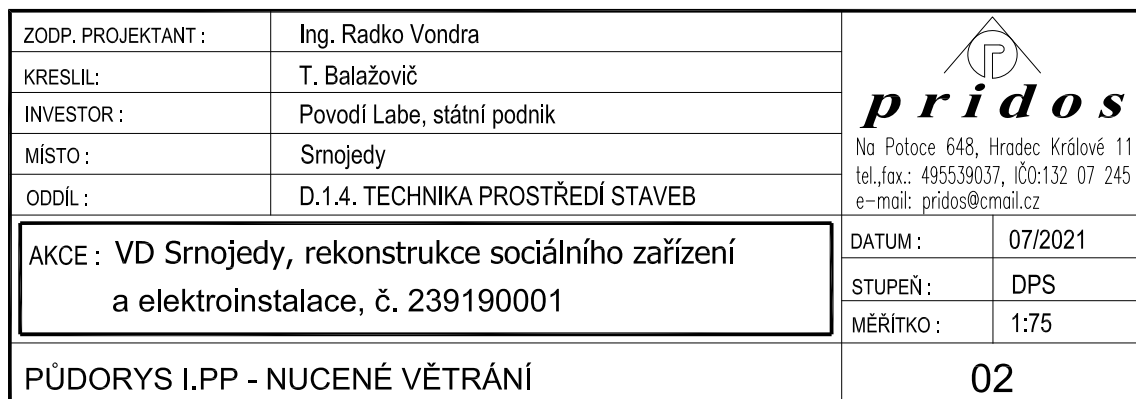 ZODP. PROJEKTANT : Ing. Radko Vondra
KRESLIL: T. Balažovič
INVESTOR : Povodí Labe, státní podnik
MÍSTO : Srnojedy
ODDÍL : D.1.4. TECHNIKA PROSTŘEDÍ STAVEB
P
pridos
Na Potoce 648, Hradec Králové 11
tel.,fax.: 495539037, IČO:132 07 245
e-mail: pridos@cmail.cz
AKCE : VD Srnojedy, rekonstrukce sociálního zařízení
a elektroinstalace, č. 239190001
DATUM : 07/2021
STUPEŇ : DPS
MĚŘÍTKO : 1:75
PŮDORYS I.PP - NUCENÉ VĚTRÁNÍ
02